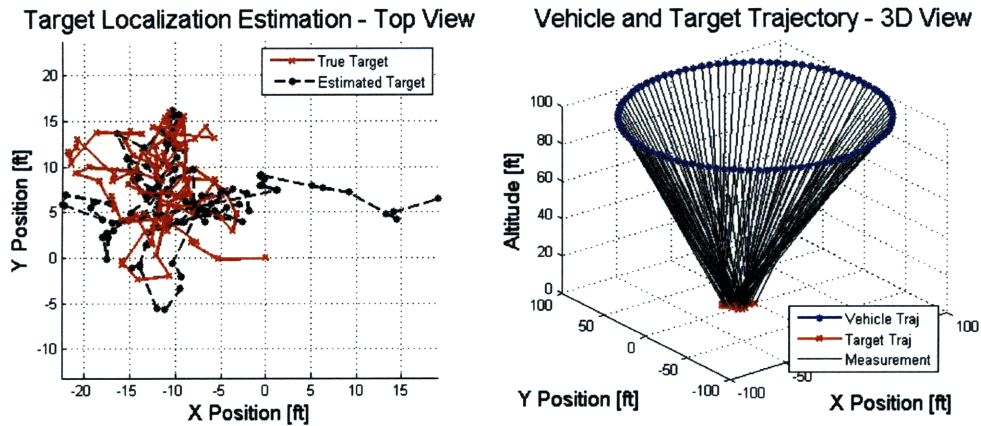 Target Localization Estimation - Top View
True Target
Estimated Target
20
15
10
5
0
-5
-10
Y Position [ft]
-20
-15
-10
-5
0
5
10
15
X Position [ft]
Vehicle and Target Trajectory - 3D View
100
80
60
40
20
0
Altitude [ft]
100
50
0
-50
-100
Y Position [ft]
-100
-50
100
X Position [ft]
Vehicle Traj
Target Traj
Measurement